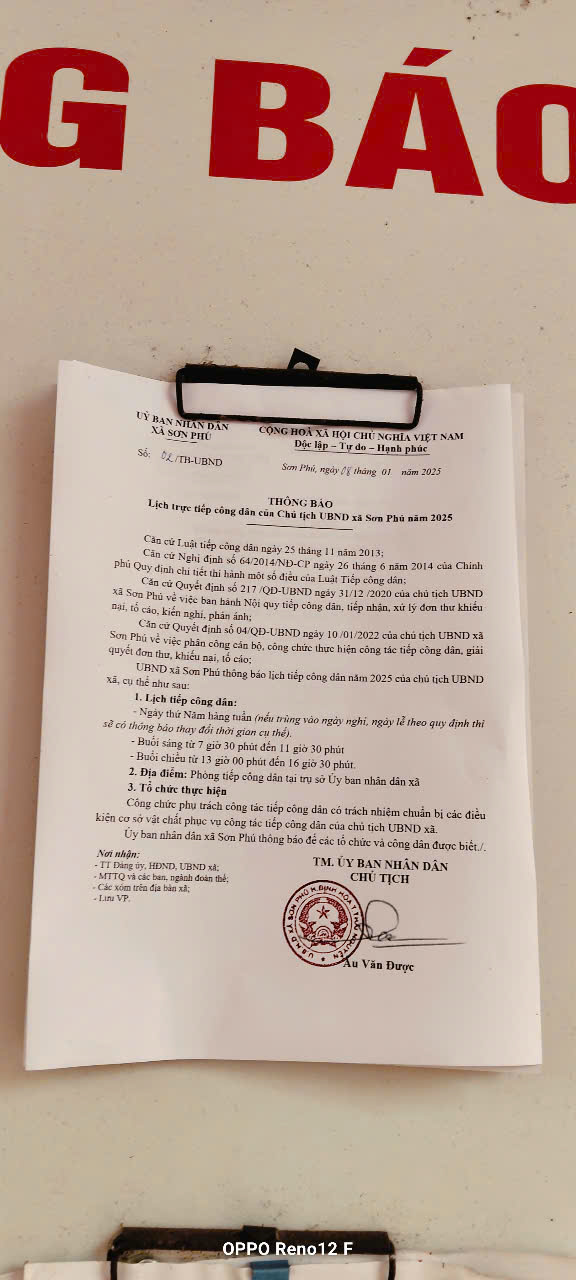 G BÁO
UỶ BAN NHÂN DÂN
XÃ SƠN PHÚ
CỘNG HOÀ XÃ HỘI CHỦ NGHĨA VIỆT NAM
Độc lập – Tự do – Hạnh phúc
Số: 02/TB-UBND
Sơn Phú, ngày 08 tháng 01 năm 2025
THÔNG BÁO
Lịch trực tiếp công dân của Chủ tịch UBND xã Sơn Phú năm 2025
Căn cứ Luật tiếp công dân ngày 25 tháng 11 năm 2013;
Căn cứ Nghị định số 64/2014/NĐ-CP ngày 26 tháng 6 năm 2014 của Chính
phủ Quy định chi tiết thi hành một số điều của Luật Tiếp công dân;
Căn cứ Quyết định số 217 /QĐ-UBND ngày 31/12 /2020 của chủ tịch UBND
xã Sơn Phú về việc ban hành Nội quy tiếp công dân, tiếp nhận, xử lý đơn thư khiếu
nại, tố cáo, kiến nghị, phản ánh;
Căn cứ Quyết định số 04/QĐ-UBND ngày 10 /01/2022 của chủ tịch UBND xã
Sơn Phú về việc phân công cán bộ, công chức thực hiện công tác tiếp công dân, giải
quyết đơn thư, khiếu nại, tố cáo;
UBND xã Sơn Phú thông báo lịch tiếp công dân năm 2025 của chủ tịch UBND
xã, cụ thể như sau:
1. Lịch tiếp công dân:
- Ngày thứ Năm hàng tuần (nếu trùng vào ngày nghỉ, ngày lễ theo quy định thì
sẽ có thông báo thay đổi thời gian cụ thể).
- Buổi sáng từ 7 giờ 30 phút đến 11 giờ 30 phút
- Buổi chiều từ 13 giờ 00 phút đến 16 giờ 30 phút.
2. Địa điểm: Phòng tiếp công dân tại trụ sở Ủy ban nhân dân xã
3. Tổ chức thực hiện
Công chức phụ trách công tác tiếp công dân có trách nhiệm chuẩn bị các điều
kiện cơ sở vật chất phục vụ công tác tiếp công dân của chủ tịch UBND xã.
Ủy ban nhân dân xã Sơn Phú thông báo để các tổ chức và công dân được biết./.
Nơi nhận:
- TT Đảng ủy, HĐND, UBND xã;
- MTTQ và các ban, ngành đoàn thể;
- Các xóm trên địa bàn xã;
- Lưu VP.
TM. ỦY BAN NHÂN DÂN
CHỦ TỊCH
U.B.N.D XÃ SƠN PHÚ H.ĐỊNH HÓA T.THÁI NGUYÊN
Âu Văn Được
OPPO Reno12 F